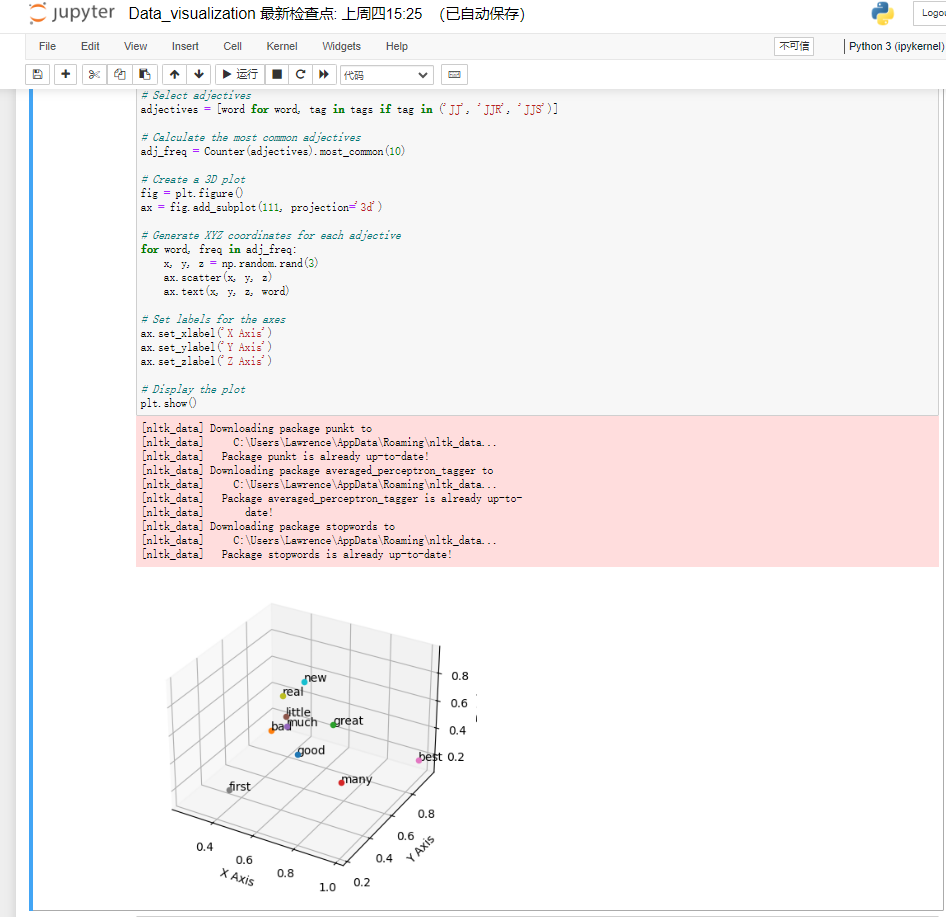 jupyter Data_visualization 最新检查点: 上周四15:25 (已自动保存)
Logou
File Edit View Insert Cell Kernel Widgets Help 不可信 Python 3 (ipykernel)
运行 代码
# Select adjectives
adjectives = [word for word, tag in tags if tag in ('JJ', 'JJR', 'JJS')]
# Calculate the most common adjectives
adj_freq = Counter(adjectives).most_common(10)
# Create a 3D plot
fig = plt.figure()
ax = fig.add_subplot(111, projection='3d')
# Generate XYZ coordinates for each adjective
for word, freq in adj_freq:
    x, y, z = np.random.rand(3)
    ax.scatter(x, y, z)
    ax.text(x, y, z, word)
# Set labels for the axes
ax.set_xlabel('X Axis')
ax.set_ylabel('Y Axis')
ax.set_zlabel('Z Axis')
# Display the plot
plt.show()
[nltk_data] Downloading package punkt to
[nltk_data]     C:\Users\Lawrence\AppData\Roaming\nltk_data...
[nltk_data]   Package punkt is already up-to-date!
[nltk_data] Downloading package averaged_perceptron_tagger to
[nltk_data]     C:\Users\Lawrence\AppData\Roaming\nltk_data...
[nltk_data]   Package averaged_perceptron_tagger is already up-to-
[nltk_data]       date!
[nltk_data] Downloading package stopwords to
[nltk_data]     C:\Users\Lawrence\AppData\Roaming\nltk_data...
[nltk_data]   Package stopwords is already up-to-date!
new
real
little
much
bad
great
good
best
many
first
0.8
0.6
0.4
0.2
0.8
0.6
0.4
0.2
Y Axis
0.4
0.6
0.8
1.0
X Axis